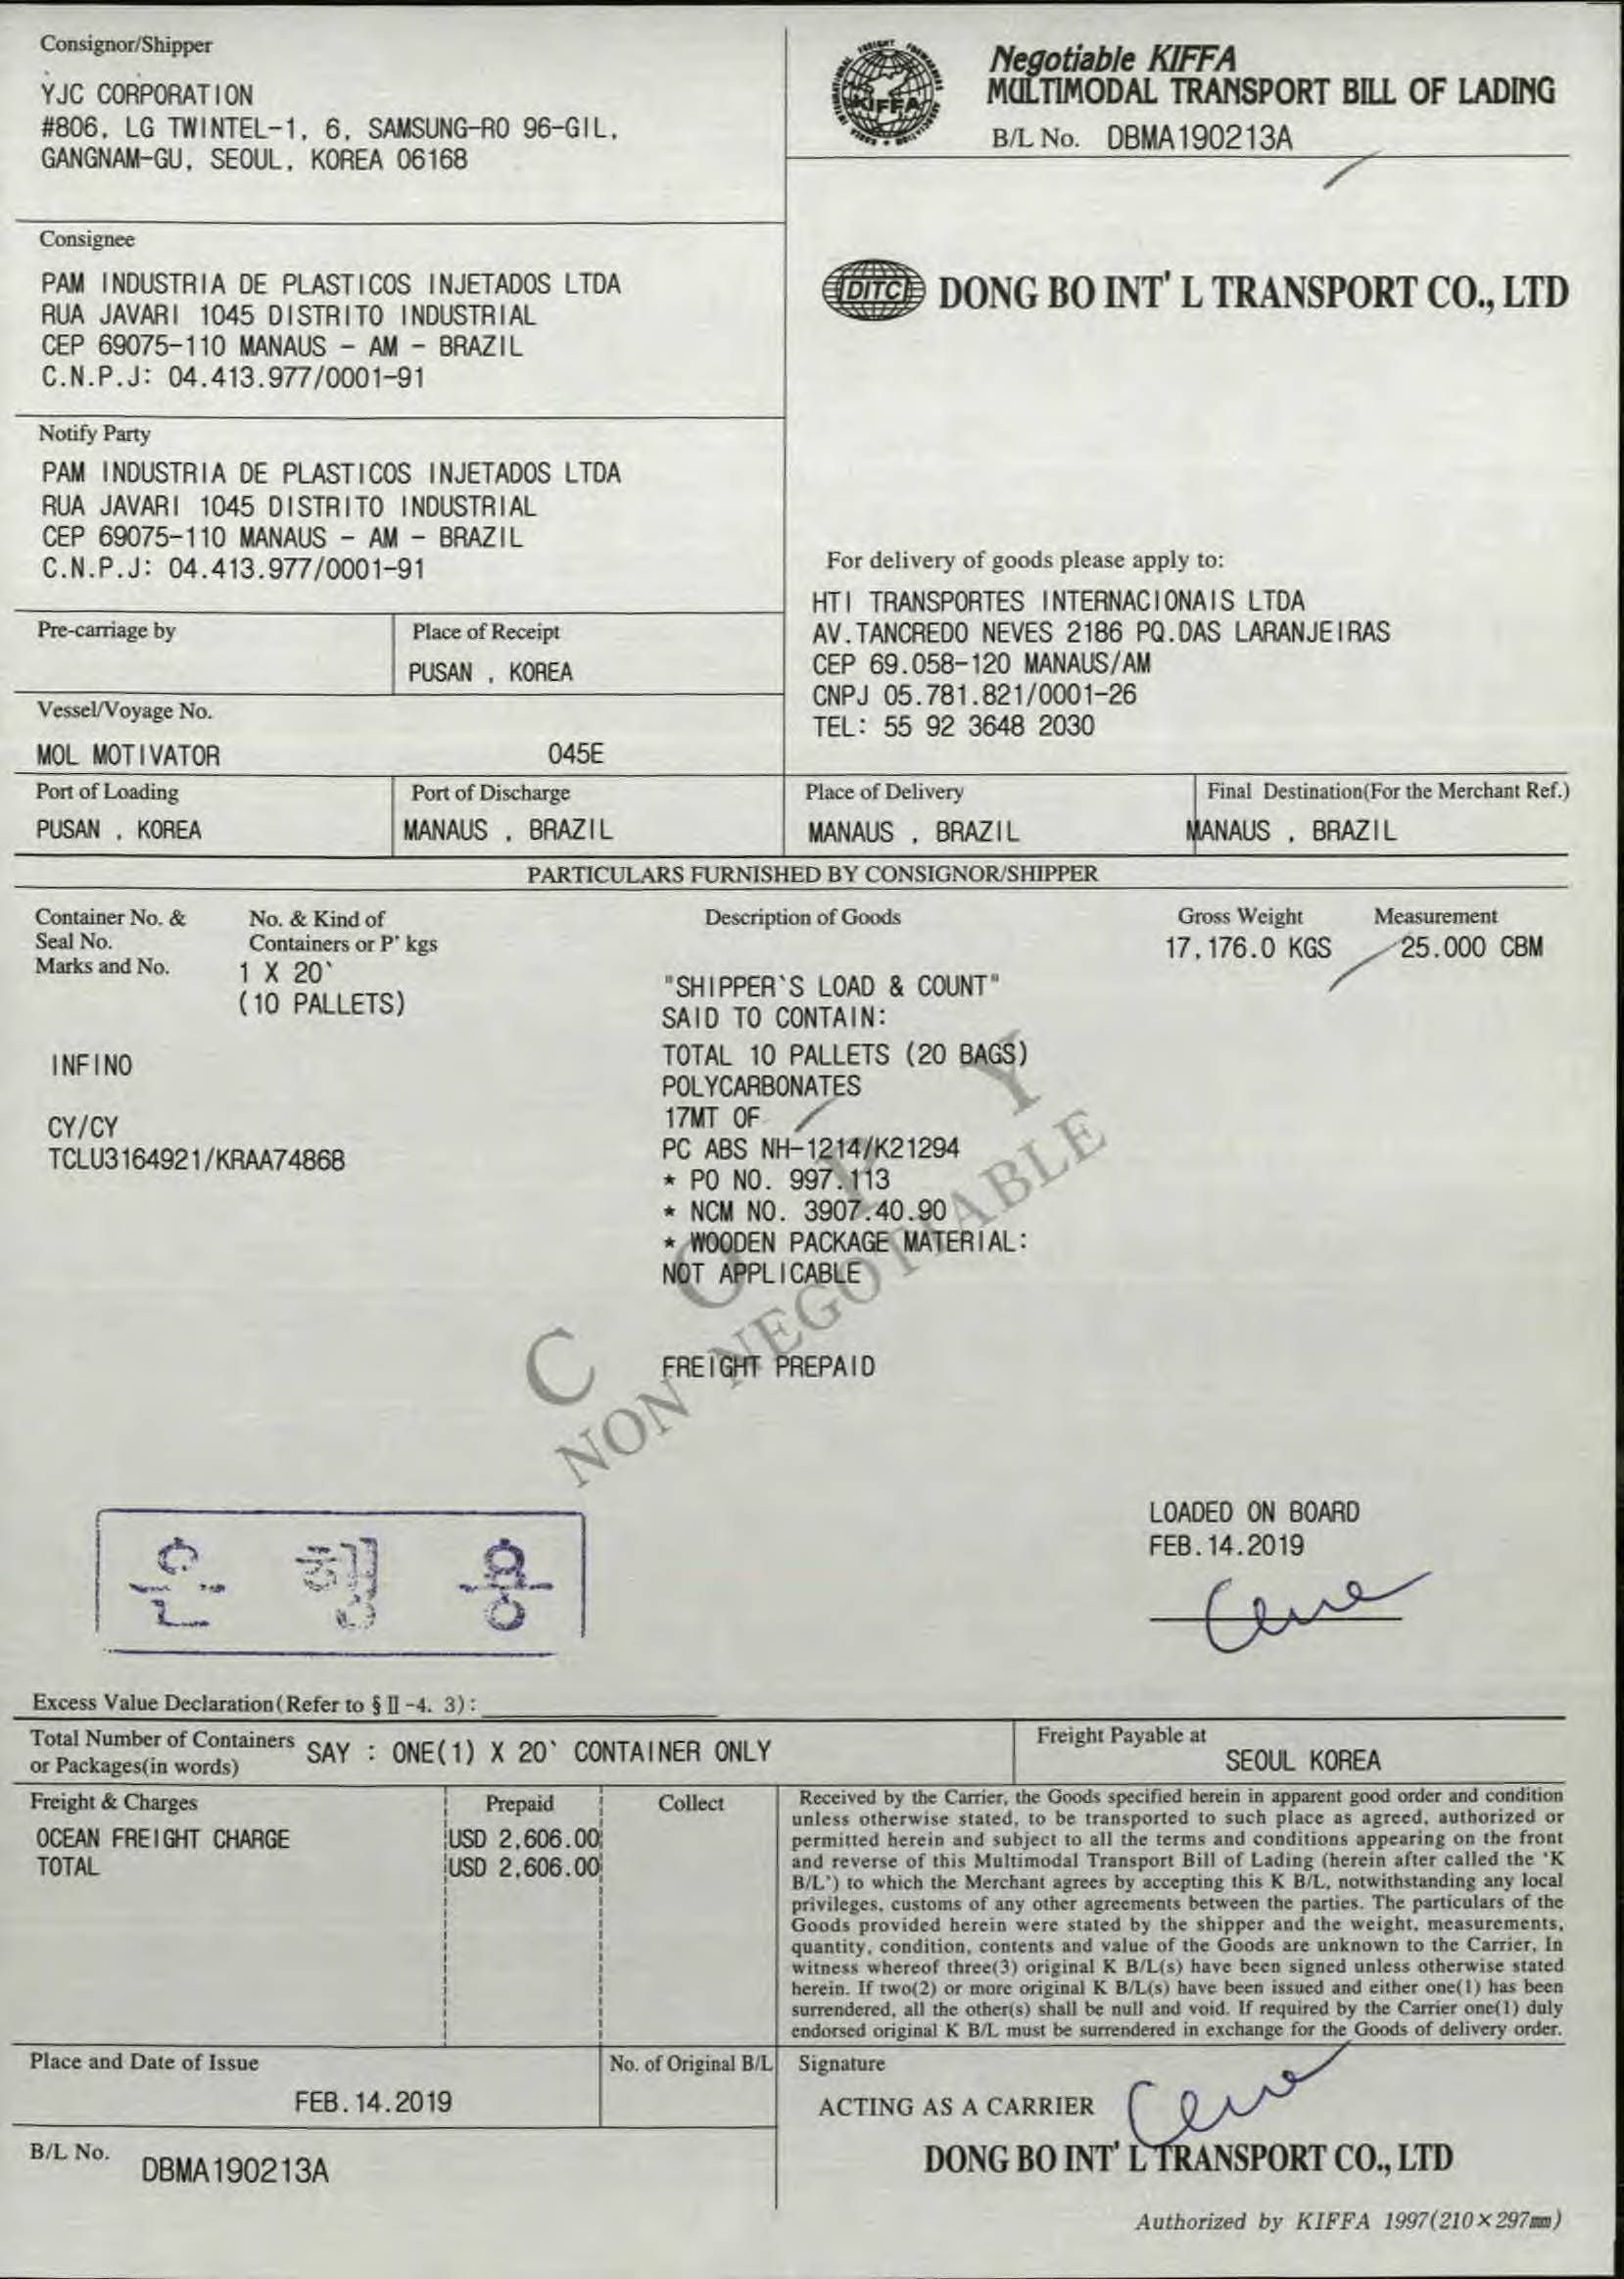 Consignor/Shipper
YJC CORPORATION
#806, LG TWINTEL-1, 6, SAMSUNG-RO 96-GIL,
GANGNAM-GU, SEOUL, KOREA 06168
KIFFA
Negotiable KIFFA
MULTIMODAL TRANSPORT BILL OF LADING
B/L No. DBMA190213A
Consignee
PAM INDUSTRIA DE PLASTICOS INJETADOS LTDA
RUA JAVARI 1045 DISTRITO INDUSTRIAL
CEP 69075-110 MANAUS - AM - BRAZIL
C.N.P.J: 04.413.977/0001-91
DITC DONG BO INT' L TRANSPORT CO., LTD
Notify Party
PAM INDUSTRIA DE PLASTICOS INJETADOS LTDA
RUA JAVARI 1045 DISTRITO INDUSTRIAL
CEP 69075-110 MANAUS - AM - BRAZIL
C.N.P.J: 04.413.977/0001-91
For delivery of goods please apply to:
HTI TRANSPORTES INTERNACIONAIS LTDA
AV.TANCREDO NEVES 2186 PQ.DAS LARANJEIRAS
CEP 69.058-120 MANAUS/AM
CNPJ 05.781.821/0001-26
TEL: 55 92 3648 2030
Pre-carriage by
Place of Receipt
PUSAN , KOREA
Vessel/Voyage No.
MOL MOTIVATOR 045E
Port of Loading
PUSAN , KOREA
Port of Discharge
MANAUS , BRAZIL
Place of Delivery
MANAUS , BRAZIL
Final Destination(For the Merchant Ref.)
MANAUS , BRAZIL
PARTICULARS FURNISHED BY CONSIGNOR/SHIPPER
Container No. &
Seal No.
Marks and No.
No. & Kind of
Containers or P' kgs
1 X 20`
(10 PALLETS)
Description of Goods
Gross Weight
17,176.0 KGS
Measurement
25.000 CBM
INFINO
CY/CY
TCLU3164921/KRAA74868
"SHIPPER`S LOAD & COUNT"
SAID TO CONTAIN:
TOTAL 10 PALLETS (20 BAGS)
POLYCARBONATES
17MT OF
PC ABS NH-1214/K21294
* PO NO. 997.113
* NCM NO. 3907.40.90
* WOODEN PACKAGE MATERIAL:
NOT APPLICABLE
FREIGHT PREPAID
COPY
NON NEGOTIABLE
은 행 용
LOADED ON BOARD
FEB.14.2019
Excess Value Declaration(Refer to § Ⅱ-4. 3):
Total Number of Containers
or Packages(in words)
SAY : ONE(1) X 20` CONTAINER ONLY
Freight Payable at
SEOUL KOREA
Freight & Charges Prepaid Collect
OCEAN FREIGHT CHARGE USD 2,606.00
TOTAL USD 2,606.00
Received by the Carrier, the Goods specified herein in apparent good order and condition
unless otherwise stated, to be transported to such place as agreed, authorized or
permitted herein and subject to all the terms and conditions appearing on the front
and reverse of this Multimodal Transport Bill of Lading (herein after called the 'K
B/L') to which the Merchant agrees by accepting this K B/L, notwithstanding any local
privileges, customs of any other agreements between the parties. The particulars of the
Goods provided herein were stated by the shipper and the weight, measurements,
quantity, condition, contents and value of the Goods are unknown to the Carrier, In
witness whereof three(3) original K B/L(s) have been signed unless otherwise stated
herein. If two(2) or more original K B/L(s) have been issued and either one(1) has been
surrendered, all the other(s) shall be null and void. If required by the Carrier one(1) duly
endorsed original K B/L must be surrendered in exchange for the Goods of delivery order.
Place and Date of Issue
FEB.14.2019
No. of Original B/L
Signature
ACTING AS A CARRIER
DONG BO INT' L TRANSPORT CO., LTD
B/L No. DBMA190213A
Authorized by KIFFA 1997(210×297㎜)